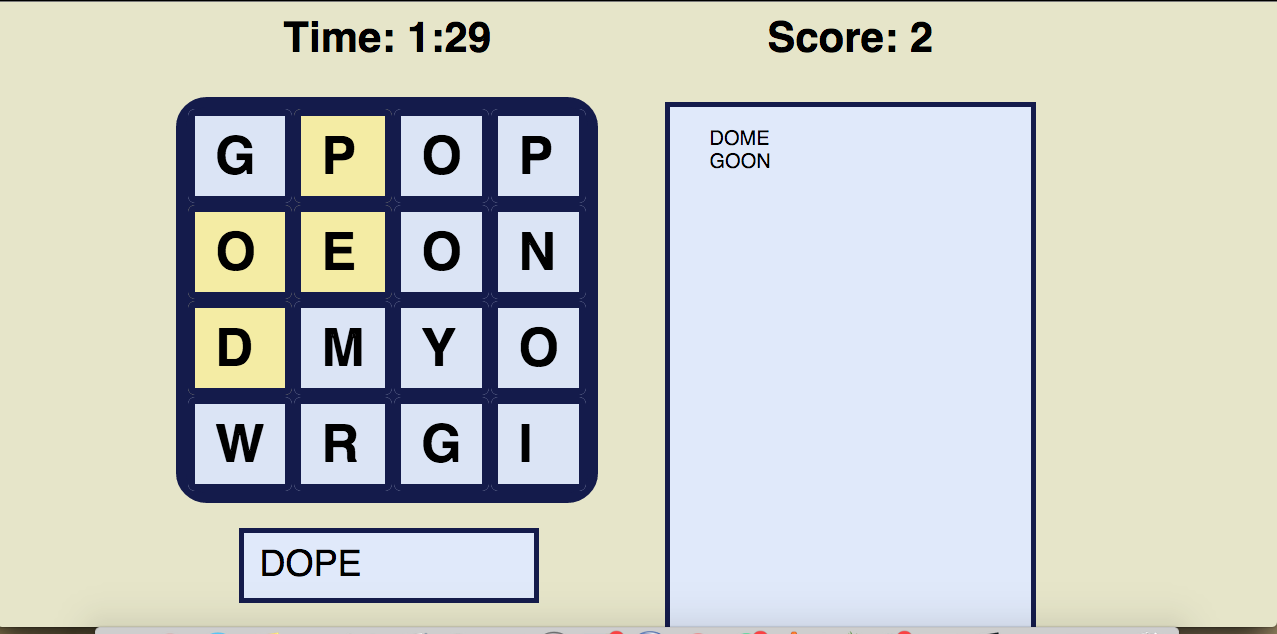 Time: 1:29
Score: 2
G P O P
O E O N
D M Y O
W R G I
DOPE
DOME
GOON